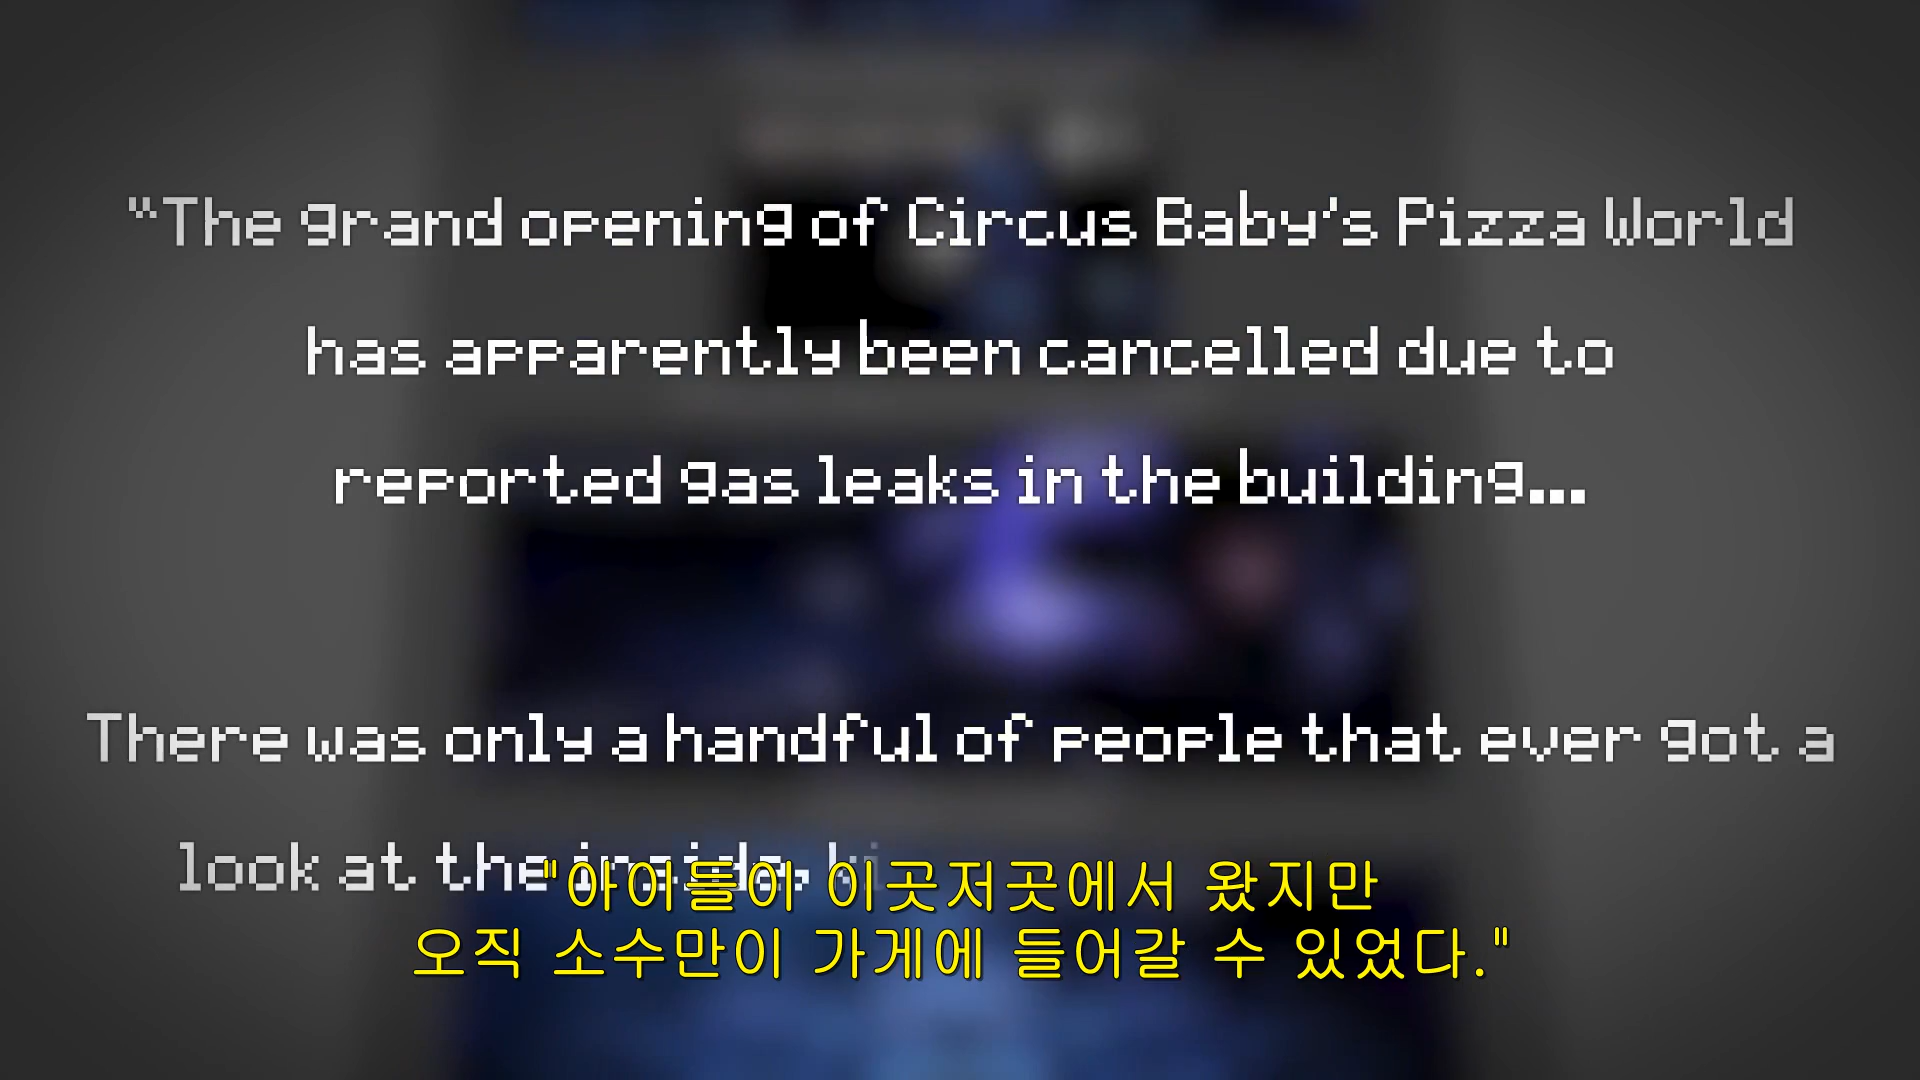 "The grand opening of Circus Baby's Pizza World
has apparently been cancelled due to
reported gas leaks in the building...
There was only a handful of people that ever got a
look at the inside, ki
"아이들이 이곳저곳에서 왔지만
오직 소수만이 가게에 들어갈 수 있었다."